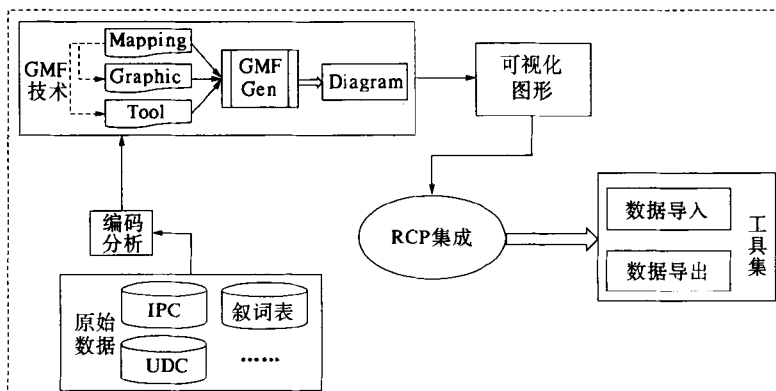 GMF
技术
Mapping
Graphic
Tool
GMF
Gen
Diagram
可视化
图形
编码
分析
RCP集成
数据导入
数据导出
工
具
集
原始
数据
IPC
叙词表
UDC
……